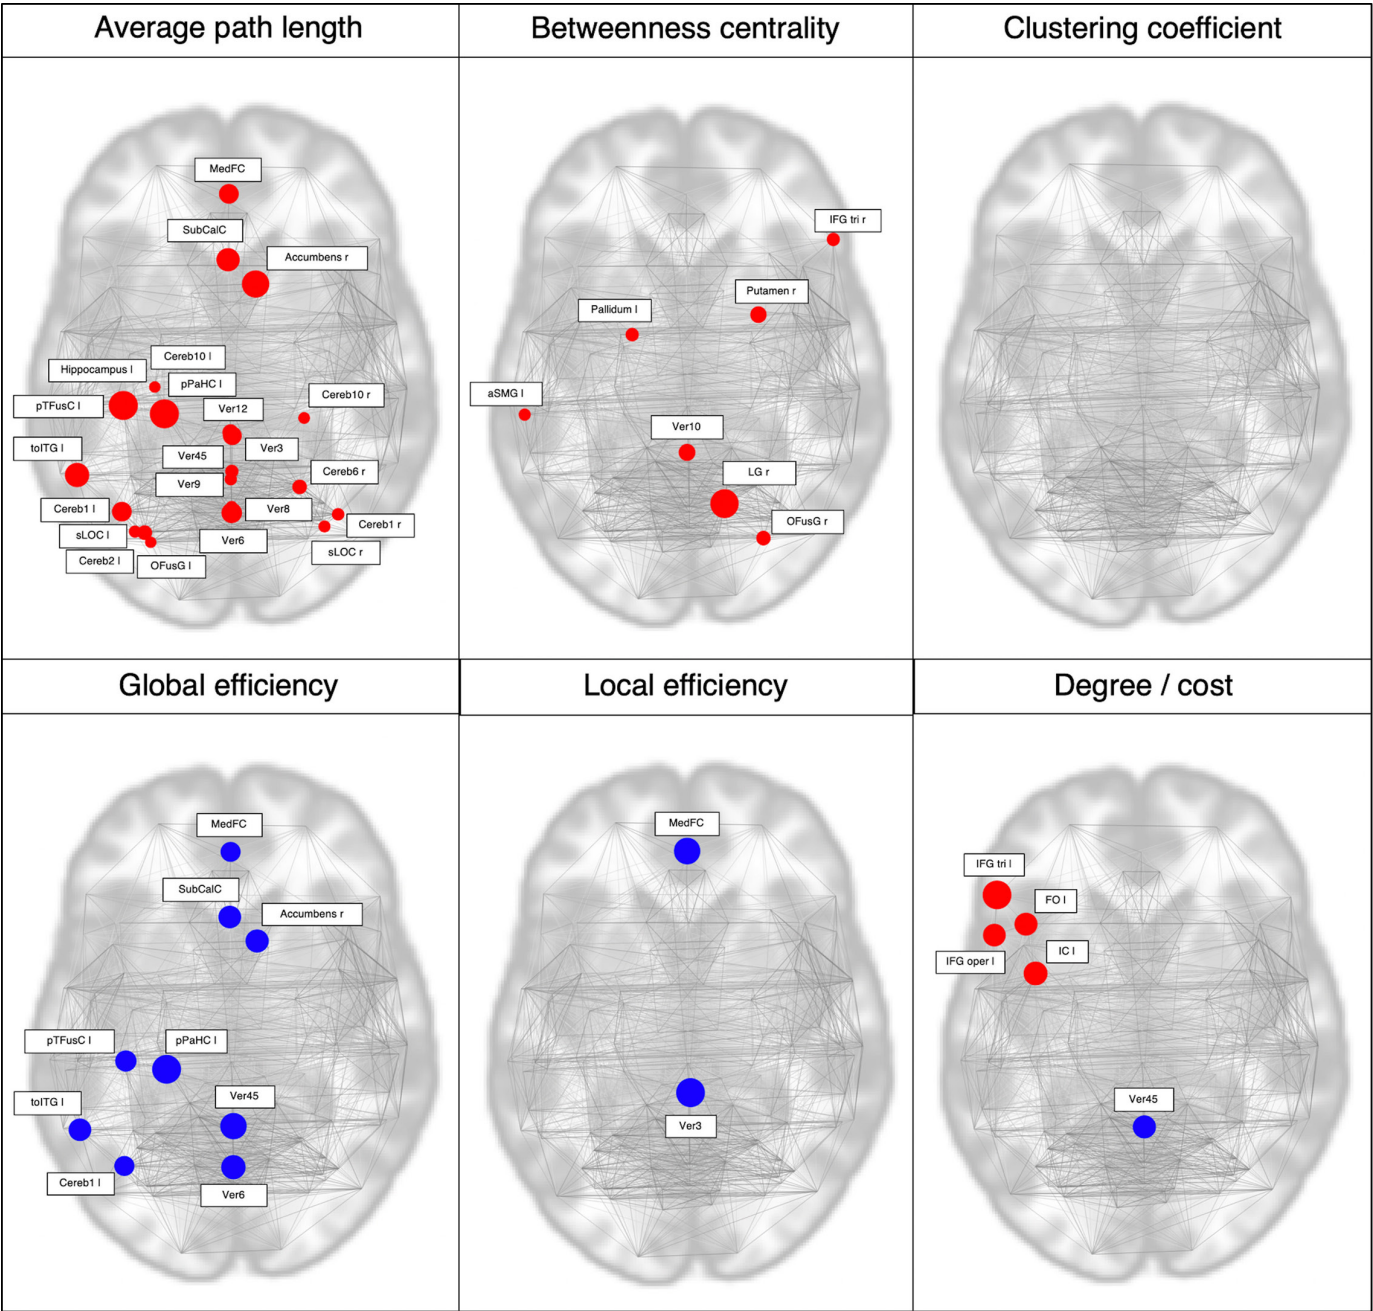 Average path length
Betweenness centrality
Clustering coefficient
MedFC
SubCalC
Accumbens r
Cereb10 l
Hippocampus l
pPaHC l
Cereb10 r
pTFusC l
Ver12
toITG l
Ver3
Ver45
Cereb6 r
Ver9
Cereb1 l
Ver8
Cereb1 r
sLOC l
Ver6
sLOC r
Cereb2 l
OFusG l
IFG tri r
Putamen r
Pallidum l
aSMG l
Ver10
LG r
OFusG r
Global efficiency
Local efficiency
Degree / cost
MedFC
SubCalC
Accumbens r
pTFusC l
pPaHC l
toITG l
Ver45
Cereb1 l
Ver6
MedFC
Ver3
IFG tri l
FO l
IC l
IFG oper l
Ver45